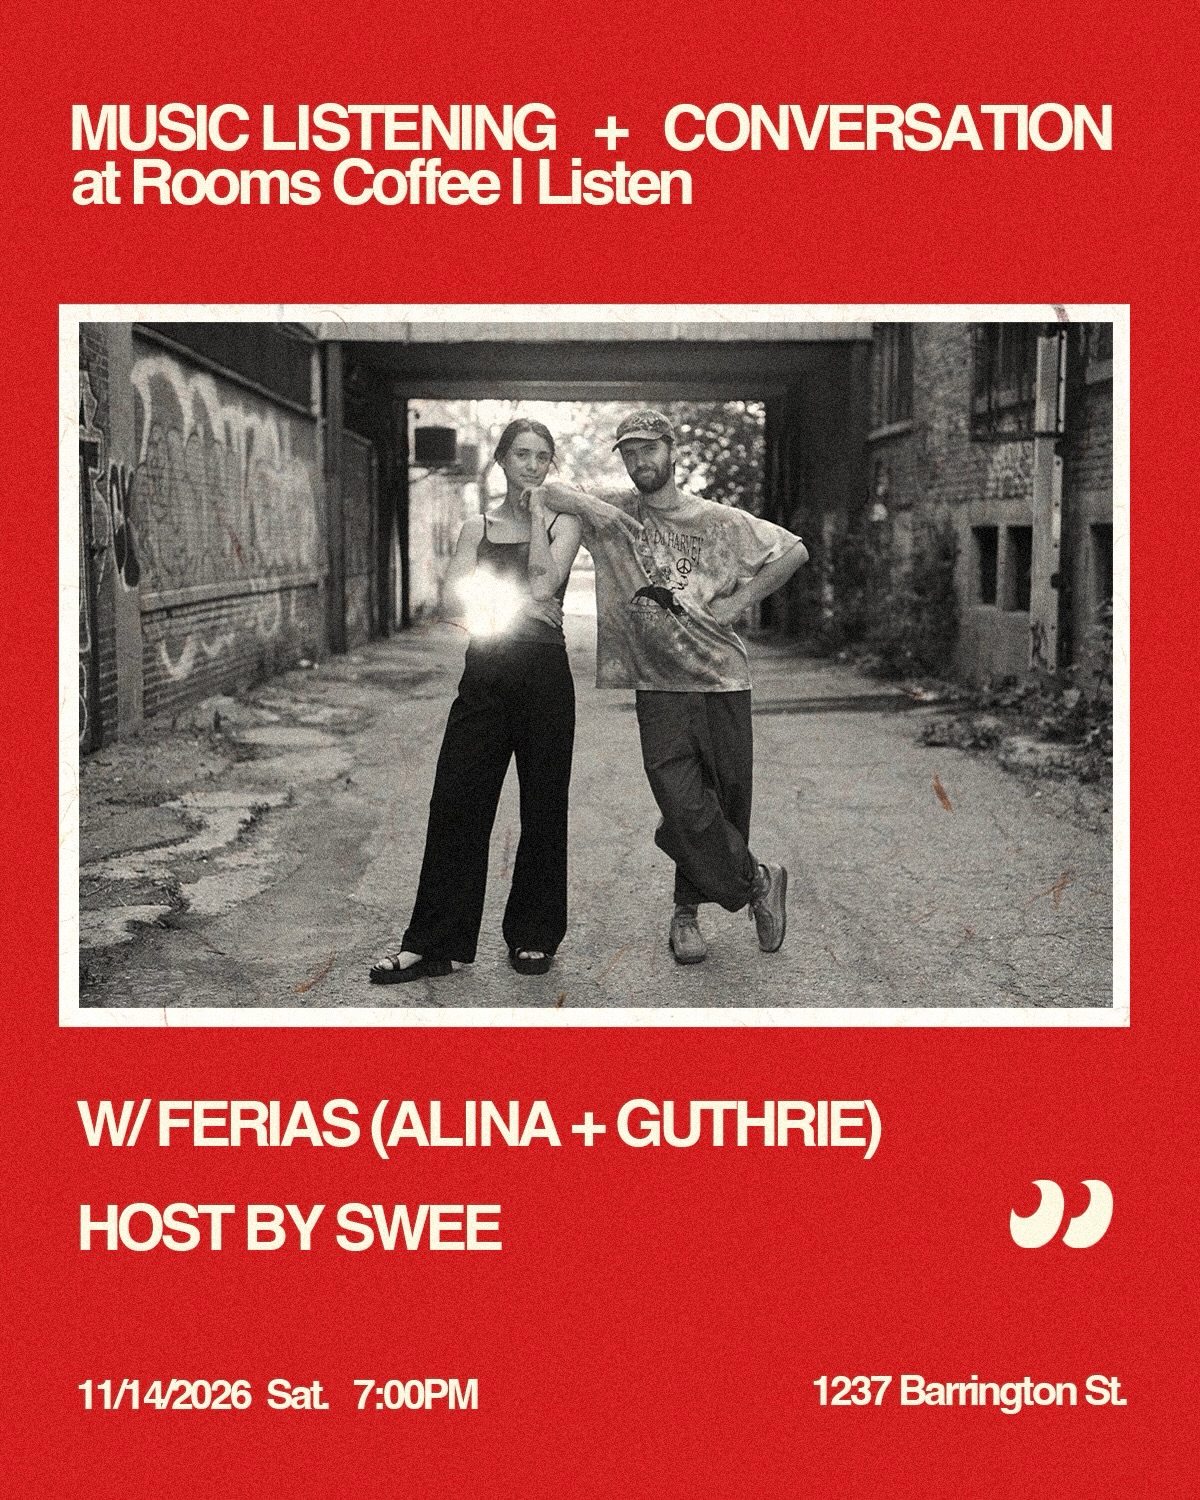 MUSIC LISTENING + CONVERSATION
at Rooms Coffee | Listen
W/ FERIAS (ALINA + GUTHRIE)
HOST BY SWEE
11/14/2026 Sat. 7:00PM
1237 Barrington St.